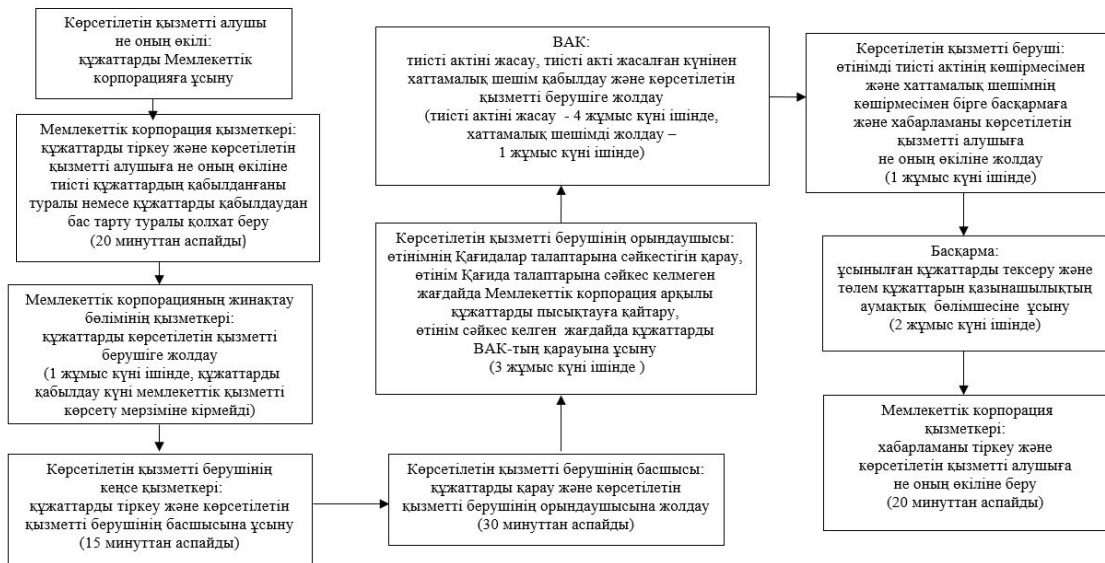 Көрсетілетін қызметті алушы
не оның өкілі:
құжаттарды Мемлекеттік
корпорацияға ұсыну
Мемлекеттік корпорация қызметкері:
құжаттарды тіркеу және көрсетілетін
қызметті алушыға не оның өкіліне
тиісті құжаттардың қабылданғаны
туралы немесе құжаттарды қабылдаудан
бас тарту туралы қолхат беру
(20 минуттан аспайды)
Мемлекеттік корпорацияның жинақтау
бөлімінің қызметкері:
құжаттарды көрсетілетін қызметті
берушіге жолдау
(1 жұмыс күні ішінде, құжаттарды
қабылдау күні мемлекеттік қызметті
көрсету мерзіміне кірмейді)
Көрсетілетін қызметті берушінің
кеңсе қызметкері:
құжаттарды тіркеу және көрсетілетін
қызметті берушінің басшысына ұсыну
(15 минуттан аспайды)
Көрсетілетін қызметті берушінің басшысы:
құжаттарды қарау және көрсетілетін
қызметті берушінің орындаушысына жолдау
(30 минуттан аспайды)
Көрсетілетін қызметті берушінің орындаушысы:
өтінімнің Қағидалар талаптарына сәйкестігін қарау,
өтінім Қағида талаптарына сәйкес келмеген
жағдайда Мемлекеттік корпорация арқылы
құжаттарды пысықтауға қайтару,
өтінім сәйкес келген жағдайда құжаттарды
ВАК-тың қарауына ұсыну
(3 жұмыс күні ішінде )
ВАК:
тиісті актіні жасау, тиісті акті жасалған күнінен
хаттамалық шешім қабылдау және көрсетілетін
қызметті берушіге жолдау
(тиісті актіні жасау - 4 жұмыс күні ішінде,
хаттамалық шешімді жолдау –
1 жұмыс күні ішінде)
Көрсетілетін қызметті беруші:
өтінімді тиісті актінің көшірмесімен
және хаттамалық шешімнің
көшірмесімен бірге басқармаға
және хабарламаны көрсетілетін
қызметті алушыға
не оның өкіліне жолдау
(1 жұмыс күні ішінде)
Басқарма:
ұсынылған құжаттарды тексеру және
төлем құжаттарын қазынашылықтың
аумақтық бөлімшесіне ұсыну
(2 жұмыс күні ішінде)
Мемлекеттік корпорация
қызметкері:
хабарламаны тіркеу және
көрсетілетін қызметті алушыға
не оның өкіліне беру
(20 минуттан аспайды)